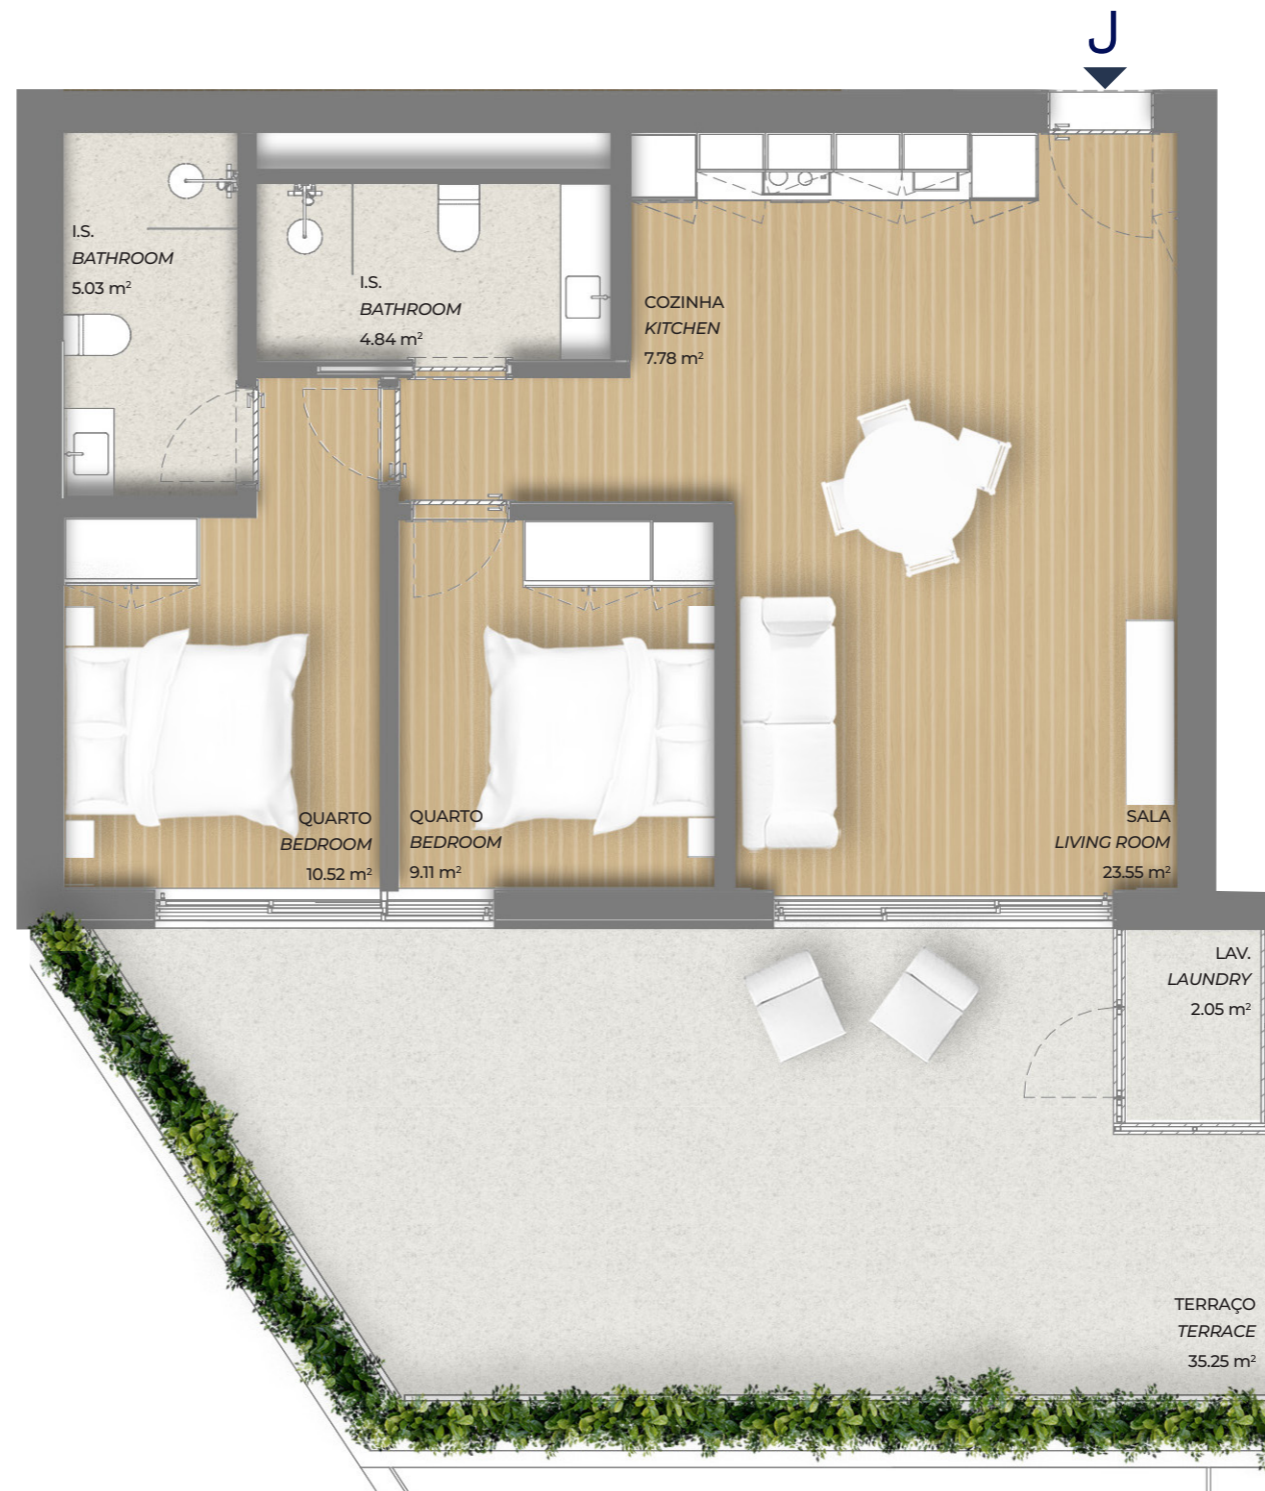 J
I.S.
BATHROOM
5.03 m²
I.S.
BATHROOM
4.84 m²
COZINHA
KITCHEN
7.78 m²
QUARTO
BEDROOM
10.52 m²
QUARTO
BEDROOM
9.11 m²
SALA
LIVING ROOM
23.55 m²
LAV.
LAUNDRY
2.05 m²
TERRAÇO
TERRACE
35.25 m²